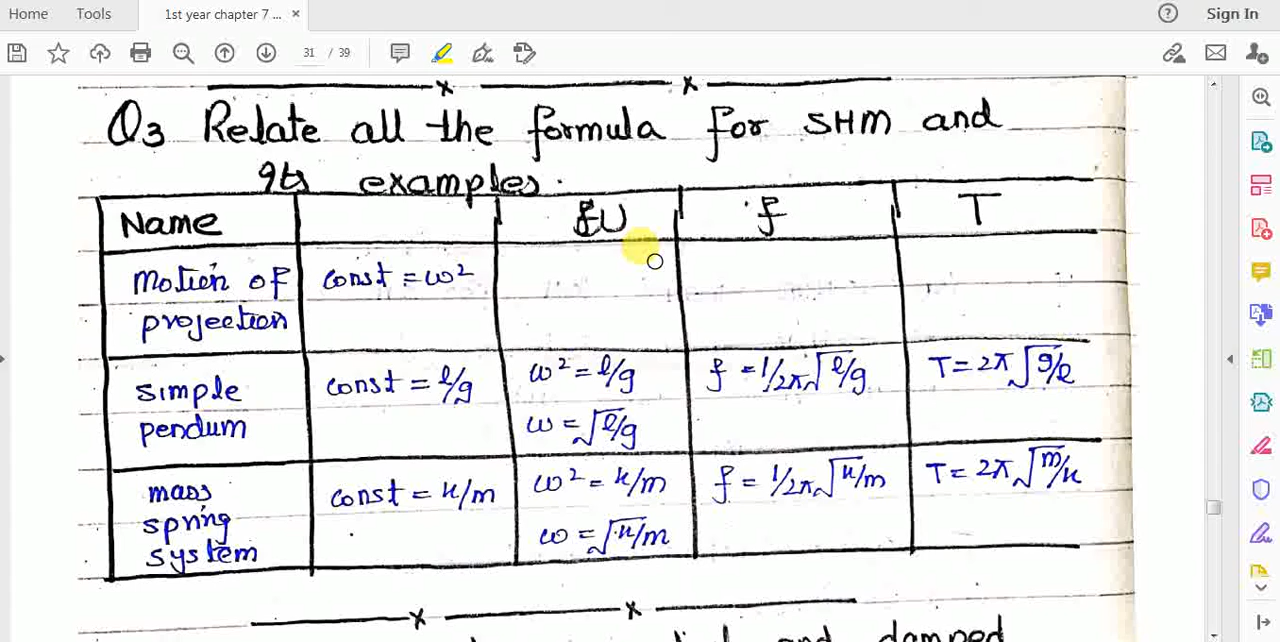 Home Tools 1st year chapter 7 ... × Sign In
31 / 39
Q3 Relate all the formula for SHM and
Its examples.
Name ω f T
Motion of const = ω²
projection
simple const = l/g ω² = l/g f = 1/2π √l/g T = 2π √g/l
pendum ω = √l/g
mass const = k/m ω² = k/m f = 1/2π √k/m T = 2π √m/k
spring ω = √k/m
system
and damped